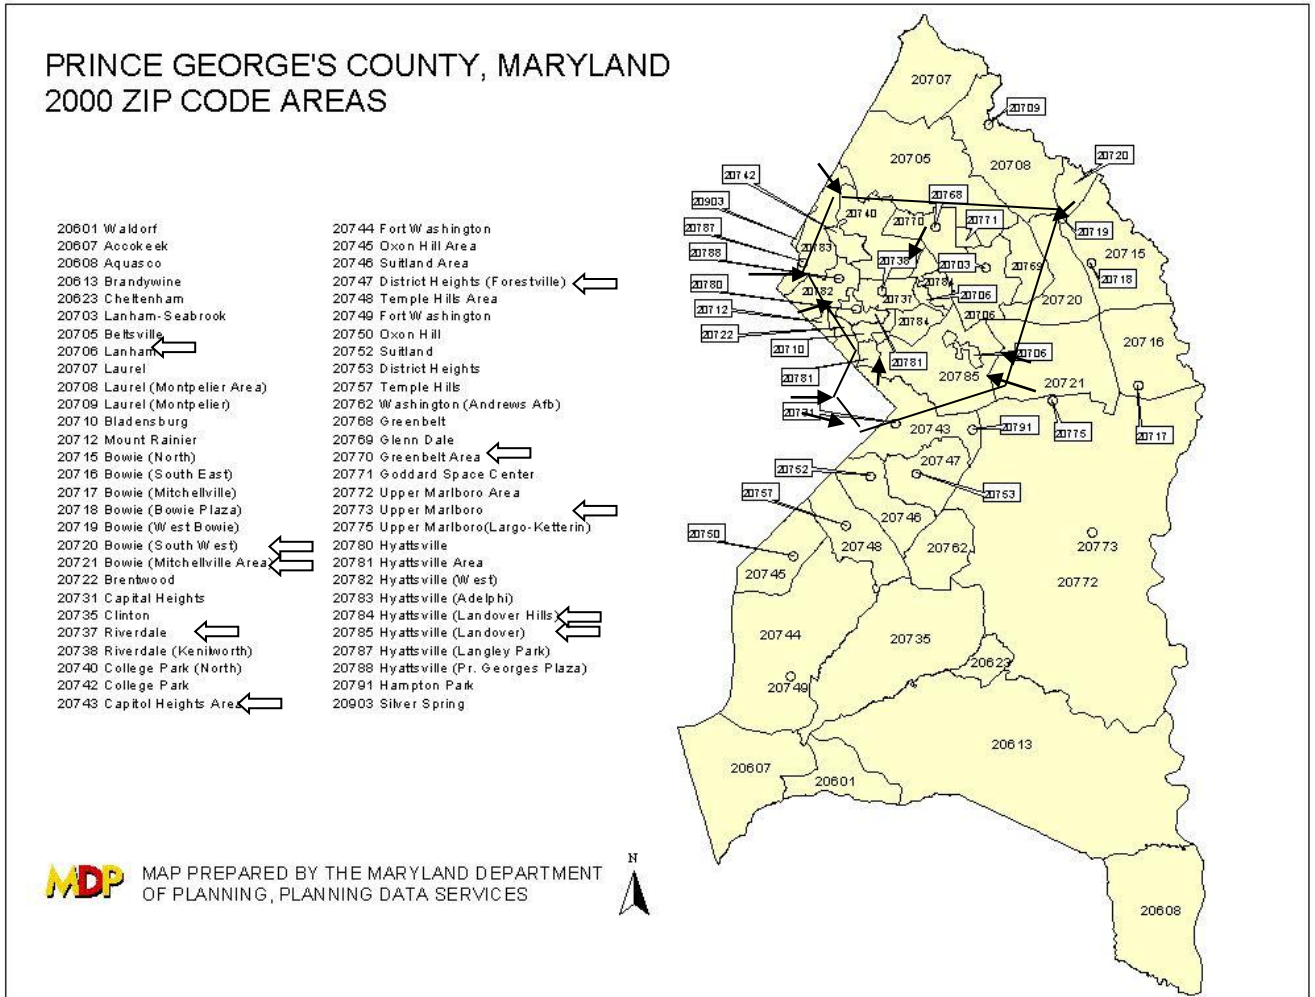 PRINCE GEORGE'S COUNTY, MARYLAND
2000 ZIP CODE AREAS
20601 Waldorf
20607 Accokeek
20608 Aquasco
20613 Brandywine
20623 Cheltenham
20703 Lanham-Seabrook
20705 Beltsville
20706 Lanham
20707 Laurel
20708 Laurel (Montpelier Area)
20709 Laurel (Montpelier)
20710 Bladensburg
20712 Mount Rainier
20715 Bowie (North)
20716 Bowie (South East)
20717 Bowie (Mitchellville)
20718 Bowie (Bowie Plaza)
20719 Bowie (West Bowie)
20720 Bowie (South West)
20721 Bowie (Mitchellville Area)
20722 Brentwood
20731 Capital Heights
20735 Clinton
20737 Riverdale
20738 Riverdale (Kenilworth)
20740 College Park (North)
20742 College Park
20743 Capitol Heights Area
20744 Fort Washington
20745 Oxon Hill Area
20746 Suitland Area
20747 District Heights (Forestville)
20748 Temple Hills Area
20749 Fort Washington
20750 Oxon Hill
20752 Suitland
20753 District Heights
20757 Temple Hills
20762 Washington (Andrews Afb)
20768 Greenbelt
20769 Glenn Dale
20770 Greenbelt Area
20771 Goddard Space Center
20772 Upper Marlboro Area
20773 Upper Marlboro
20775 Upper Marlboro(Largo-Ketterin)
20780 Hyattsville
20781 Hyattsville Area
20782 Hyattsville (West)
20783 Hyattsville (Adelphi)
20784 Hyattsville (Landover Hills)
20785 Hyattsville (Landover)
20787 Hyattsville (Langley Park)
20788 Hyattsville (Pr. Georges Plaza)
20791 Hampton Park
20903 Silver Spring
20707
20709
20705
20708
20720
20742
20903
20768
20740
20770
20771
20719
20787
20783
20715
20788
20738
20703
20769
20718
20780
20782
20784
20737
20706
20720
20712
20784
20706
20722
20716
20710
20781
20706
20781
20785
20721
20731
20743
20791
20775
20717
20752
20747
20753
20757
20746
20750
20748
20762
20773
20745
20772
20744
20735
20623
20749
20613
20607
20601
20608
MDP
MAP PREPARED BY THE MARYLAND DEPARTMENT
OF PLANNING, PLANNING DATA SERVICES
N